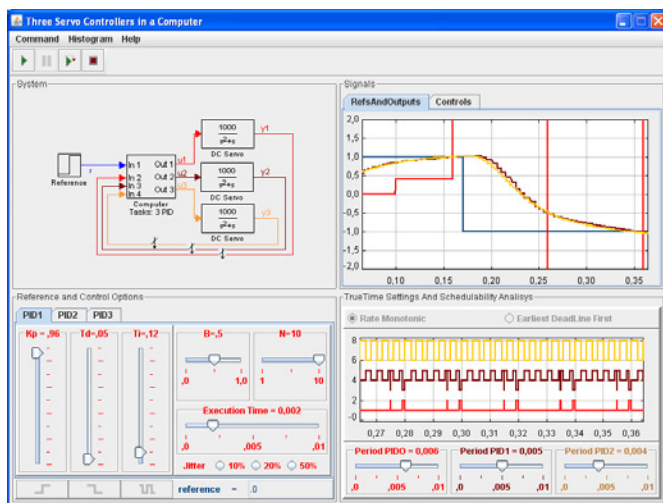 Three Servo Controllers in a Computer
Command Histogram Help
System
Reference
r
In 1
In 2
In 3
In 4
Out 1
Out 2
Out 3
Computer
Tasks: 3 PID
u1
u2
u3
1000
s²+s
DC Servo
y1
1000
s²+s
DC Servo
y2
1000
s²+s
DC Servo
y3
Signals
RefsAndOutputs Controls
2,0
1,5
1,0
0,5
0,0
-0,5
-1,0
-1,5
-2,0
0,10 0,15 0,20 0,25 0,30 0,35
Reference and Control Options
PID1 PID2 PID3
Kp=,96 Td=,05 Ti=,12
B=,5
,0 1,0
N=10
1 10
Execution Time = 0,002
,0 ,005 ,01
Jitter 10% 20% 50%
reference = .0
TrueTime Settings And Schedulability Analisys
Rate Monotonic Earliest DeadLine First
8
6
4
2
-0
0,27 0,28 0,29 0,30 0,31 0,32 0,33 0,34 0,35 0,36
Period PID0 = 0,006 Period PID1 = 0,005 Period PID2 = 0,004
,0 ,005 ,01 ,0 ,005 ,01 ,0 ,005 ,01